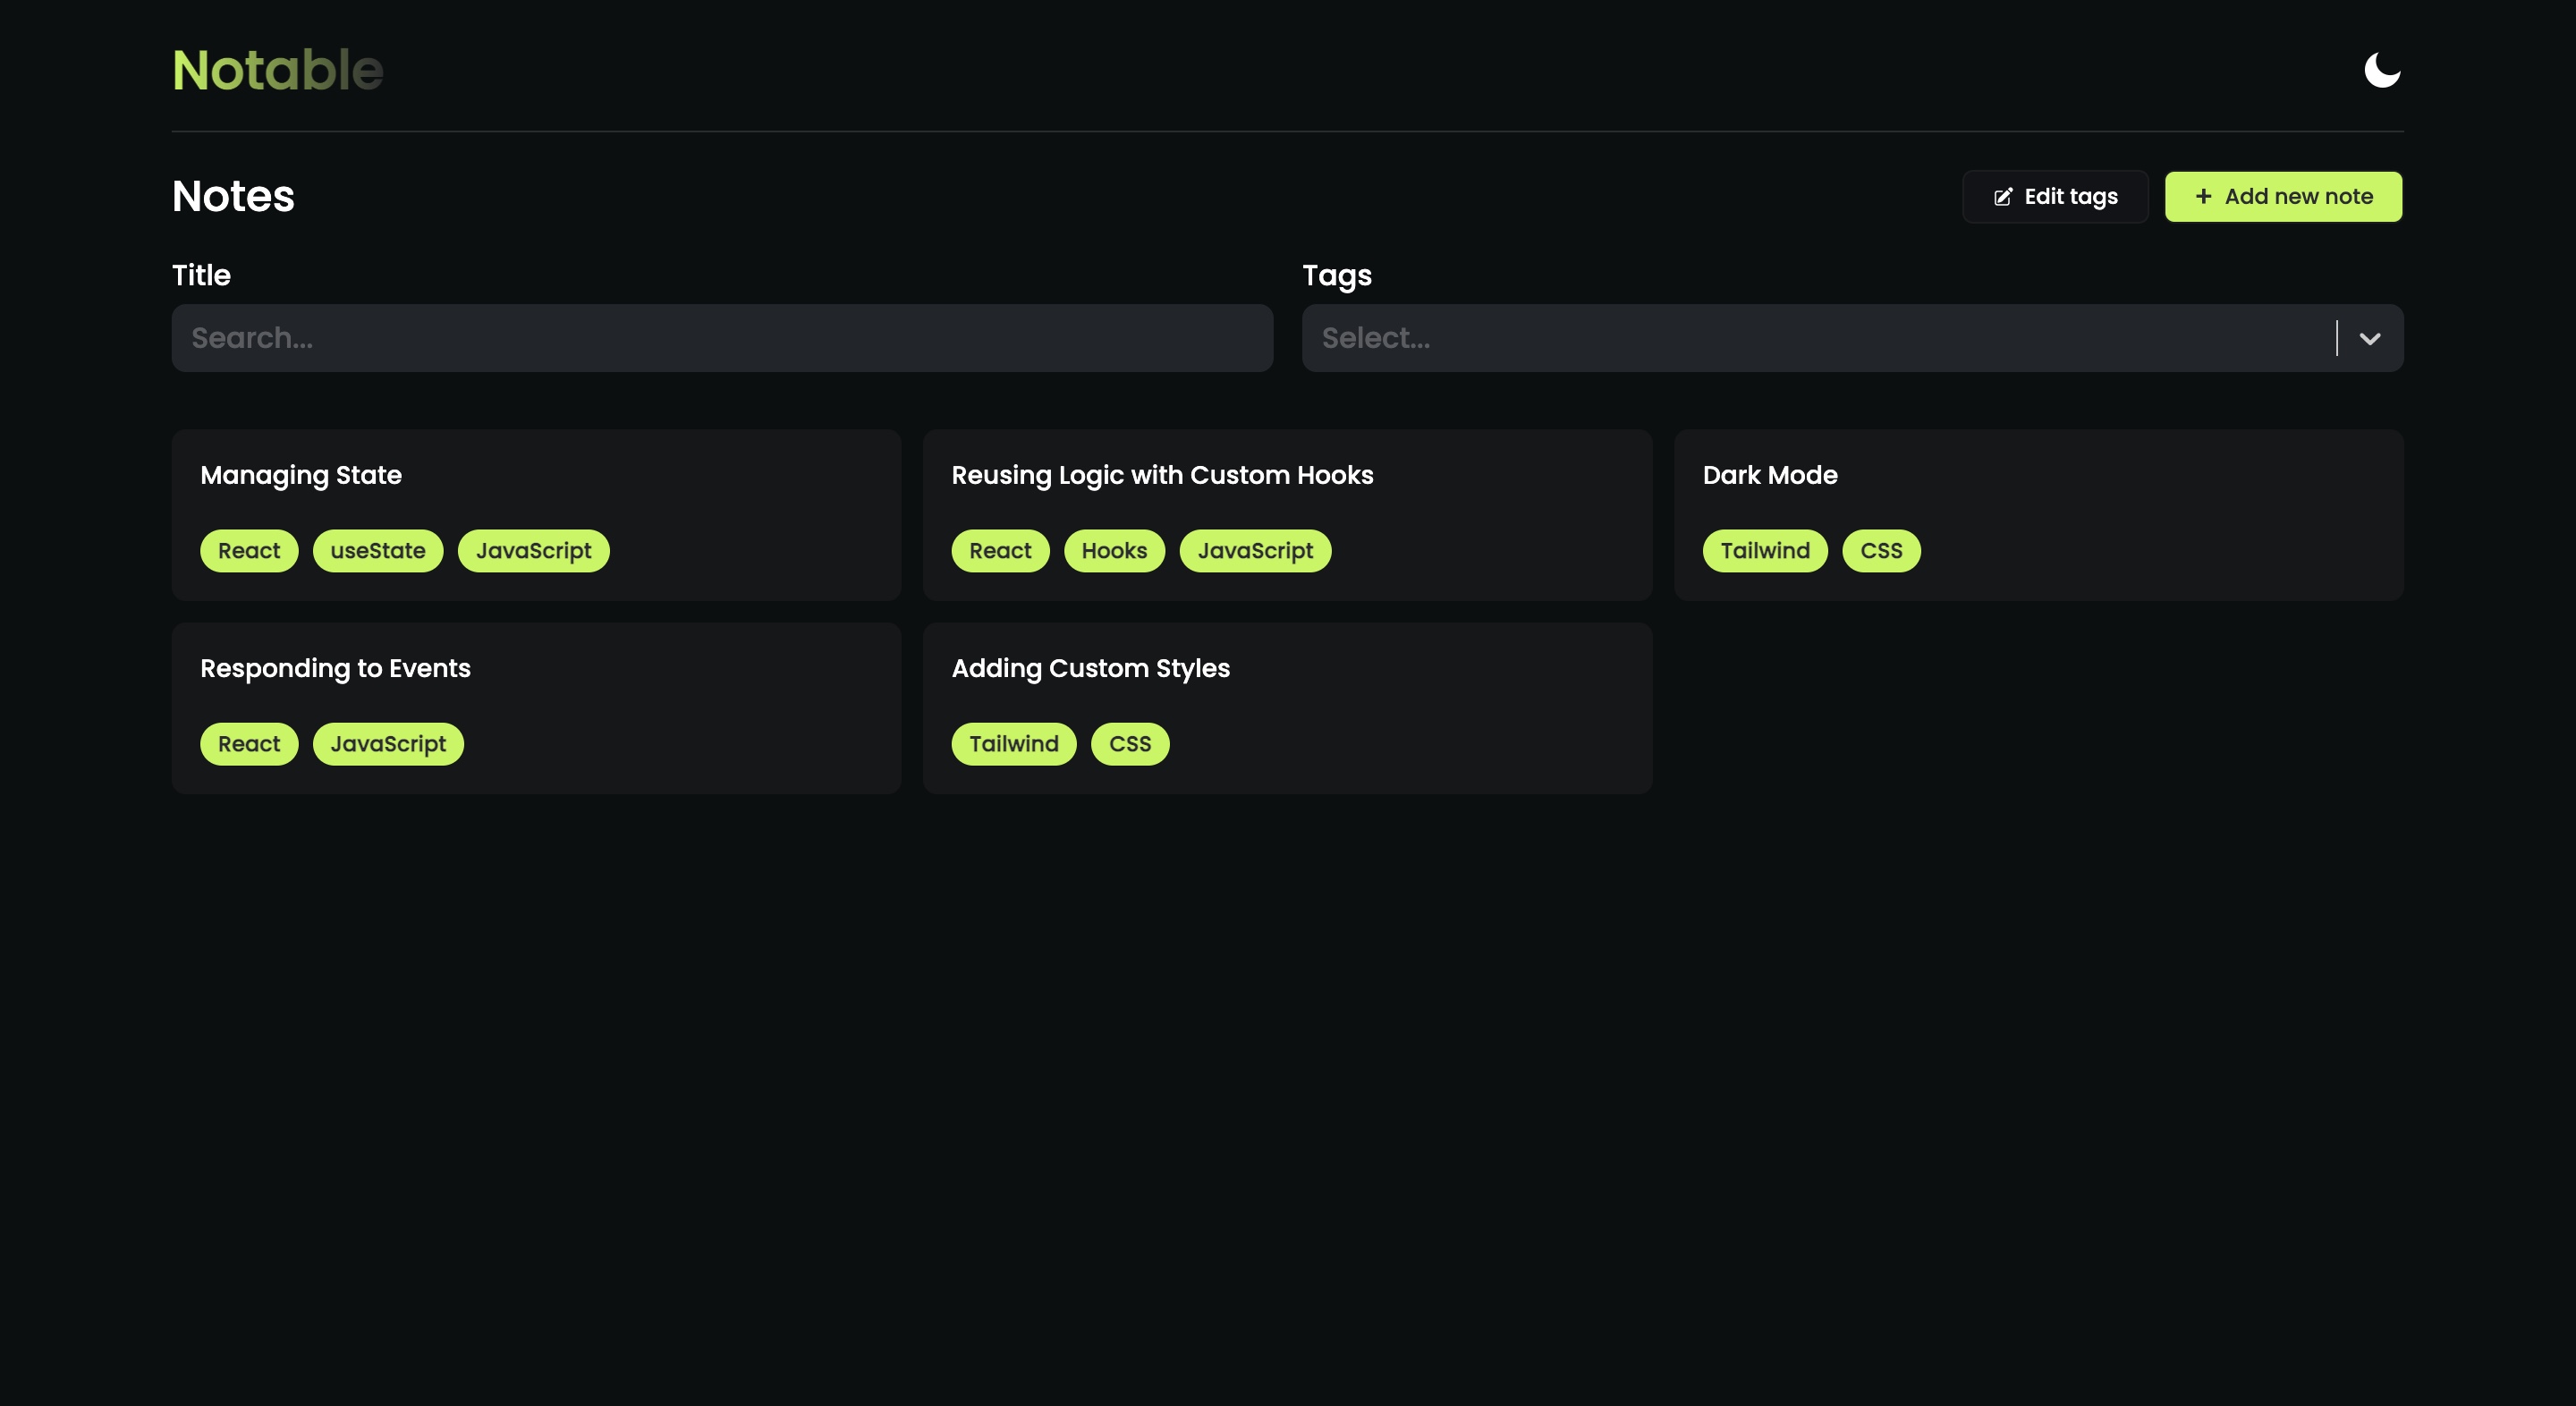 Notable
Notes
Edit tags
+ Add new note
Title
Tags
Search...
Select...
Managing State
React useState JavaScript
Reusing Logic with Custom Hooks
React Hooks JavaScript
Dark Mode
Tailwind CSS
Responding to Events
React JavaScript
Adding Custom Styles
Tailwind CSS